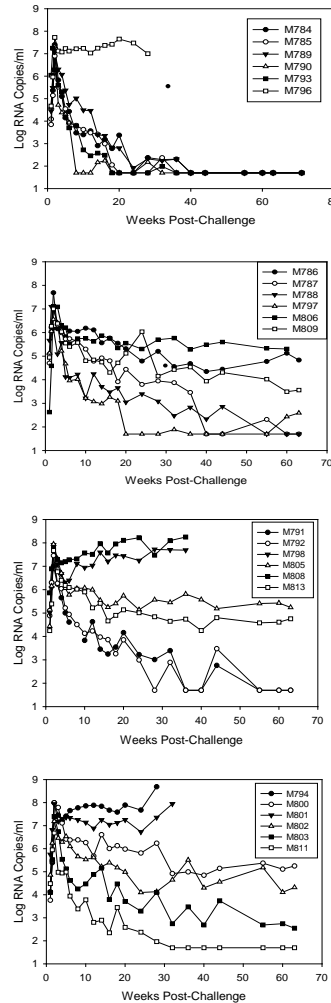 9
8
7
6
5
4
3
2
1
Log RNA Copies/ml
M784
M785
M789
M790
M793
M796
0 20 40 60 80
Weeks Post-Challenge
9
8
7
6
5
4
3
2
1
Log RNA Copies/ml
M786
M787
M788
M797
M806
M809
0 10 20 30 40 50 60 70
Weeks Post-Challenge
9
8
7
6
5
4
3
2
1
Log RNA Copies/ml
M791
M792
M798
M805
M808
M813
0 10 20 30 40 50 60 70
Weeks Post-Challenge
9
8
7
6
5
4
3
2
1
Log RNA Copies/ml
M794
M800
M801
M802
M803
M811
0 10 20 30 40 50 60 70
Weeks Post-Challenge